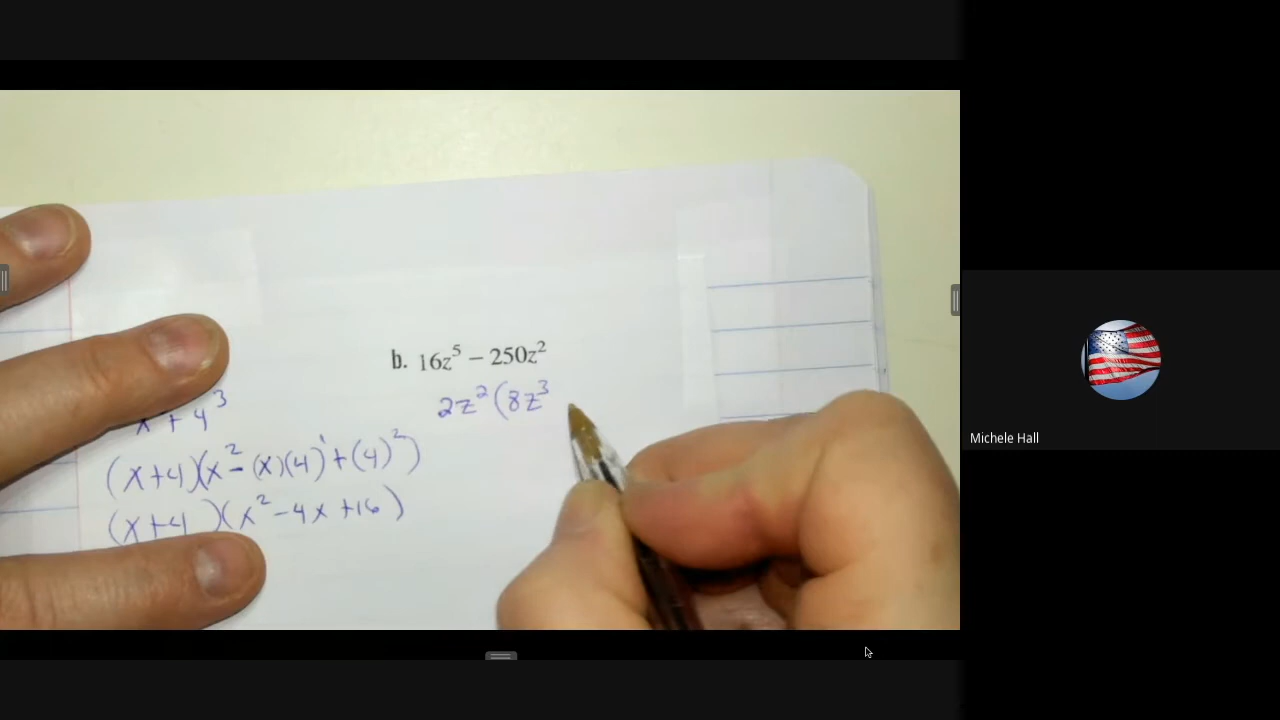 b. 16z⁵ − 250z²
2z²(8z³
x³ + 4³
(x+4)(x² - (x)(4) + (4)²)
(x+4)(x² - 4x + 16)
Michele Hall